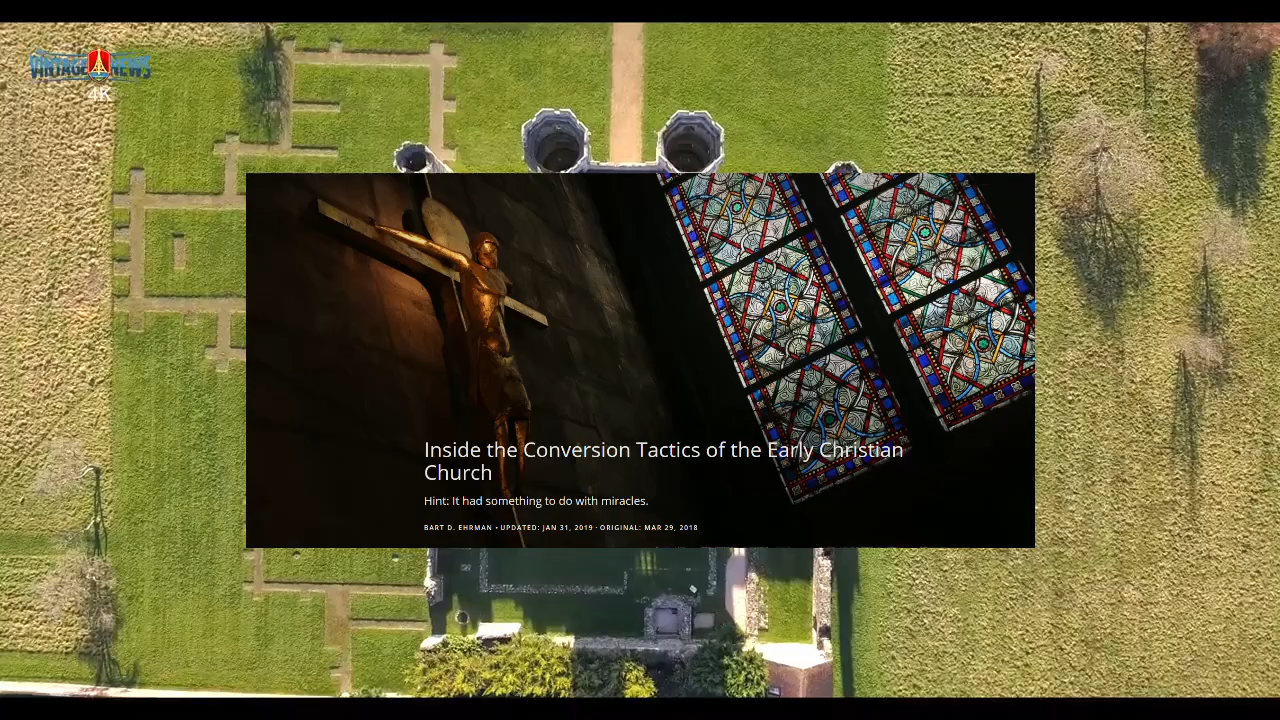 VINTAGE NEWS
4K
Inside the Conversion Tactics of the Early Christian
Church
Hint: It had something to do with miracles.
BART D. EHRMAN • UPDATED: JAN 31, 2019 · ORIGINAL: MAR 29, 2018